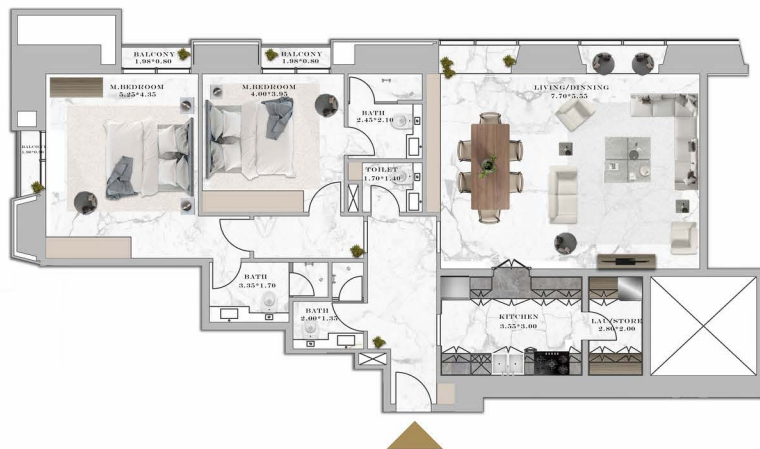 BALCONY
1.98*0.80
BALCONY
1.98*0.80
M.BEDROOM
5.25*4.35
M.BEDROOM
4.00*3.95
LIVING/DINNING
7.70*5.55
BATH
2.45*2.10
BALCONY
TOILET
1.70*1.40
BATH
3.35*1.70
BATH
2.00*1.35
KITCHEN
3.55*3.00
LAU/STORE
2.80*2.00